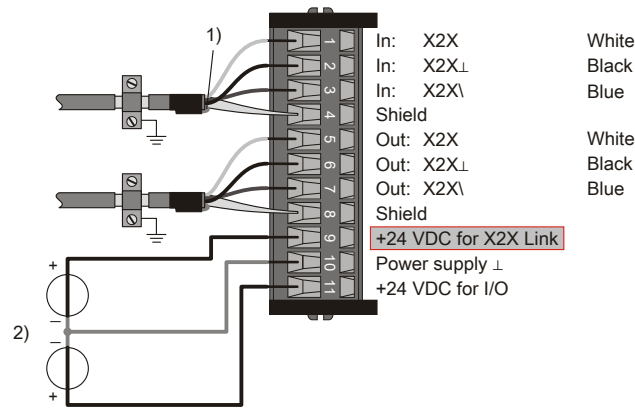 1)
1 In: X2X White
2 In: X2X⊥ Black
3 In: X2X\ Blue
4 Shield
5 Out: X2X White
6 Out: X2X⊥ Black
7 Out: X2X\ Blue
8 Shield
9 +24 VDC for X2X Link
10 Power supply ⊥
11 +24 VDC for I/O
+
–
2)
–
+